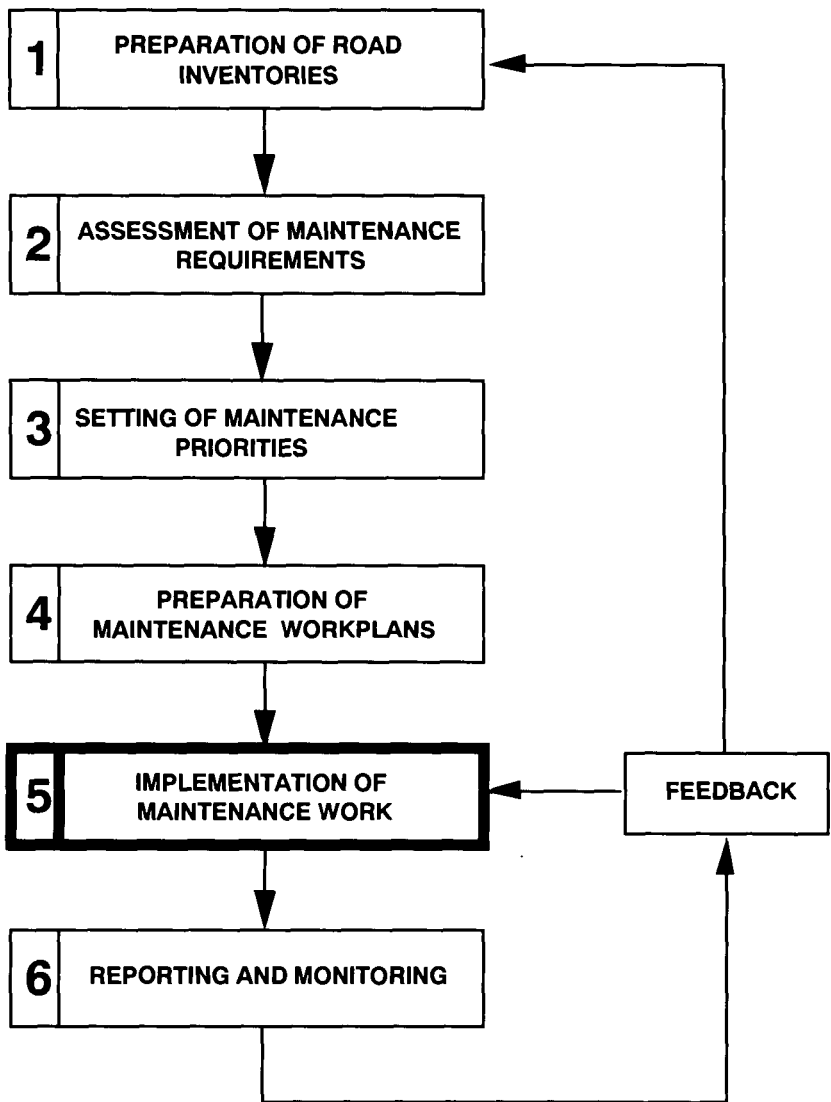 1
PREPARATION OF ROAD
INVENTORIES
2
ASSESSMENT OF MAINTENANCE
REQUIREMENTS
3
SETTING OF MAINTENANCE
PRIORITIES
4
PREPARATION OF
MAINTENANCE WORKPLANS
5
IMPLEMENTATION OF
MAINTENANCE WORK
FEEDBACK
6
REPORTING AND MONITORING